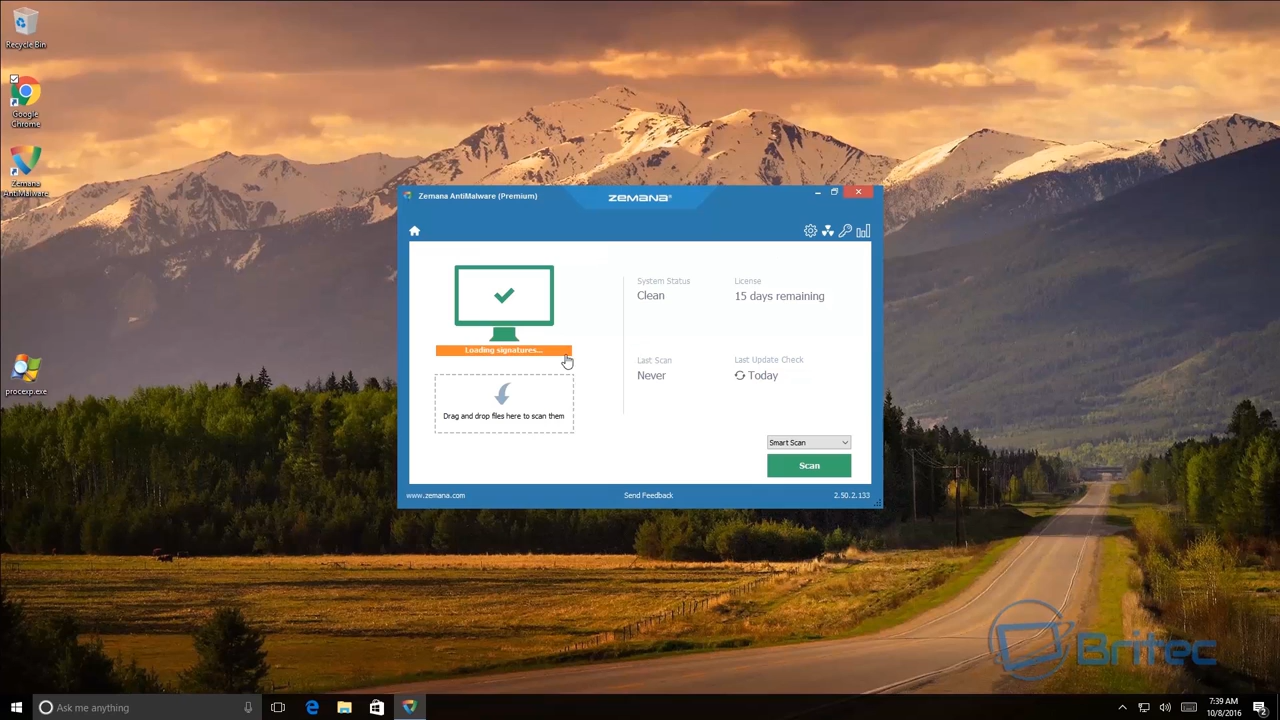 Recycle Bin
Google
Chrome
Zemana
AntiMalware
procexp.exe
Zemana AntiMalware (Premium)
ZEMANA®
Loading signatures...
Drag and drop files here to scan them
System Status
Clean
License
15 days remaining
Last Scan
Never
Last Update Check
Today
Smart Scan
Scan
www.zemana.com
Send Feedback
2.50.2.133
Britec
Ask me anything
7:39 AM
10/8/2016
2